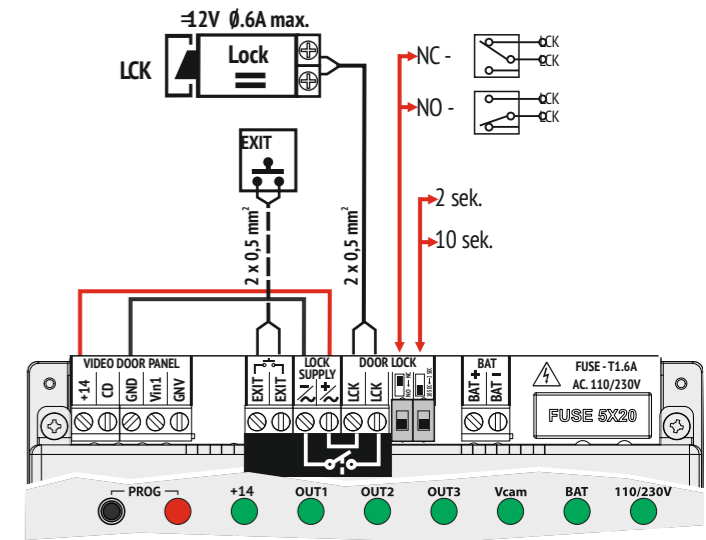 =12V Ø.6A max.
LCK
Lock
NC -
LCK
LCK
NO -
LCK
LCK
EXIT
2 x 0,5 mm²
2 x 0,5 mm²
2 sek.
10 sek.
VIDEO DOOR PANEL
+14
CD
GND
Vin1
GNV
EXIT
EXIT
LOCK
SUPPLY
DOOR LOCK
LCK
LCK
NO
NC
BAT
BAT +
BAT -
FUSE - T1.6A
AC. 110/230V
FUSE 5X20
PROG
+14
OUT1
OUT2
OUT3
Vcam
BAT
110/230V